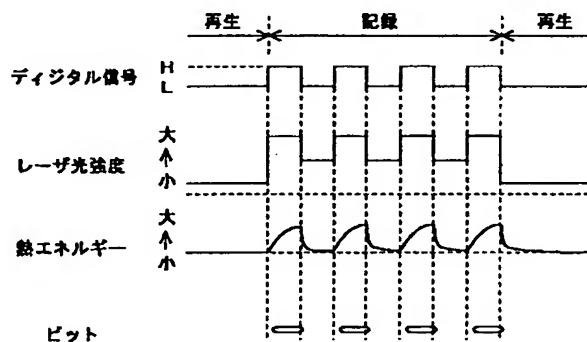 再生 記録 再生
ディジタル信号 H
L
レーザ光強度 大
↑
小
熱エネルギー 大
↑
小
ピット